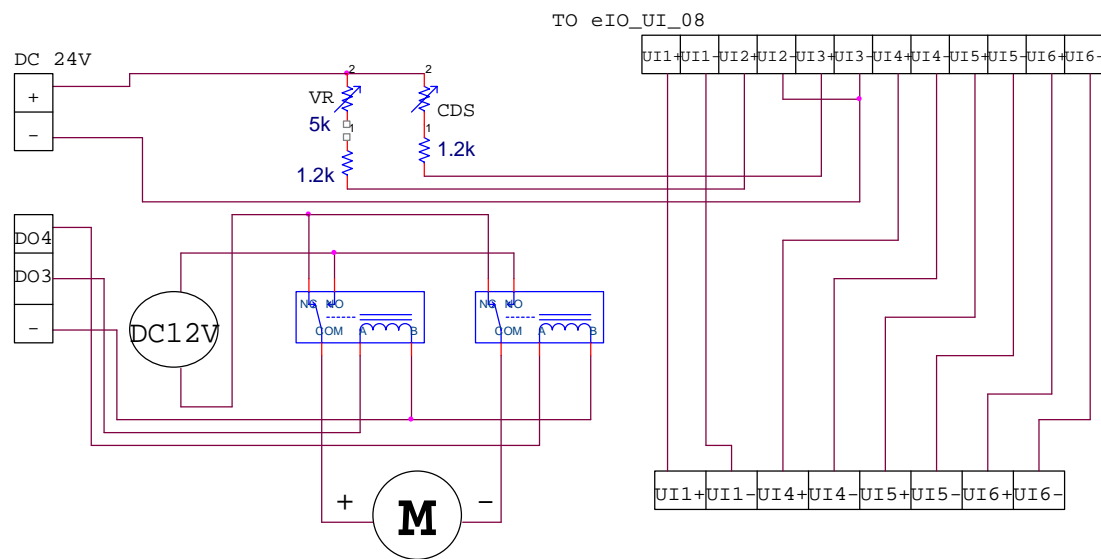 TO eIO_UI_08
UI1+ UI1- UI2+ UI2- UI3+ UI3- UI4+ UI4- UI5+ UI5- UI6+ UI6-
DC 24V
+
-
2
VR
5k
1
1.2k
2
CDS
1
1.2k
DO4
DO3
-
DC12V
NC NO
COM A B
NC NO
COM A B
+ M -
UI1+ UI1- UI4+ UI4- UI5+ UI5- UI6+ UI6-